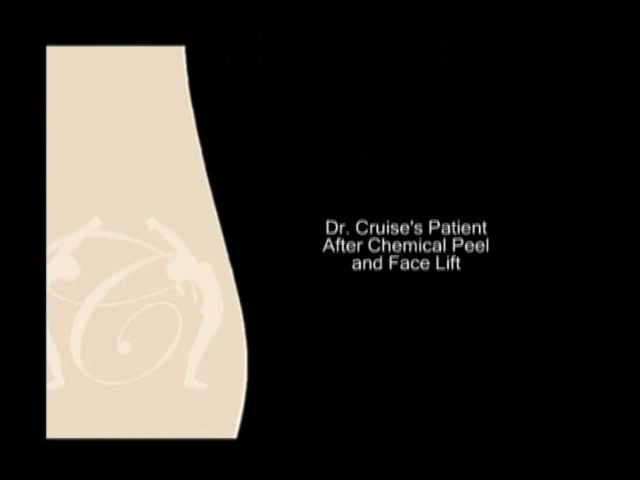 Dr. Cruise's Patient
After Chemical Peel
and Face Lift